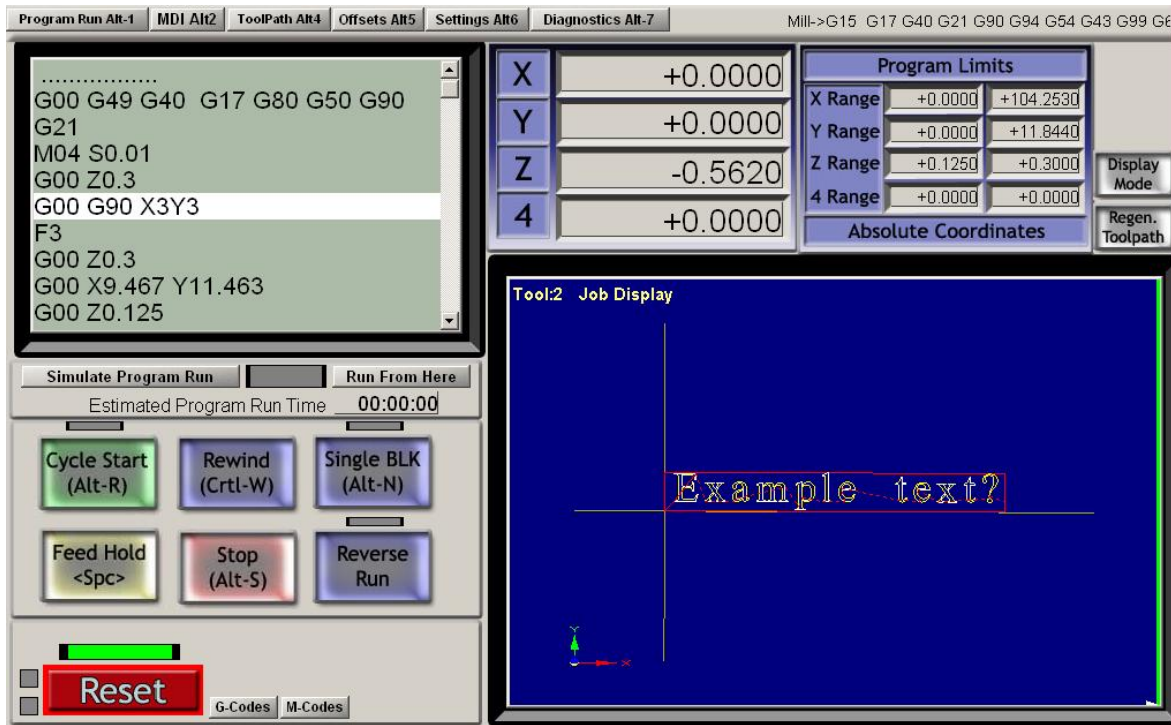 Program Run Alt-1 MDI Alt2 ToolPath Alt4 Offsets Alt5 Settings Alt6 Diagnostics Alt-7 Mill->G15 G17 G40 G21 G90 G94 G54 G43 G99 G6
.................
G00 G49 G40 G17 G80 G50 G90
G21
M04 S0.01
G00 Z0.3
G00 G90 X3Y3
F3
G00 Z0.3
G00 X9.467 Y11.463
G00 Z0.125
X +0.0000
Y +0.0000
Z -0.5620
4 +0.0000
Program Limits
X Range +0.0000 +104.2530
Y Range +0.0000 +11.8440
Z Range +0.1250 +0.3000
4 Range +0.0000 +0.0000
Absolute Coordinates
Display
Mode
Regen.
Toolpath
Tool:2 Job Display
Example text?
Y
X
Simulate Program Run Run From Here
Estimated Program Run Time 00:00:00
Cycle Start
(Alt-R)
Rewind
(Crtl-W)
Single BLK
(Alt-N)
Feed Hold
<Spc>
Stop
(Alt-S)
Reverse
Run
Reset
G-Codes M-Codes